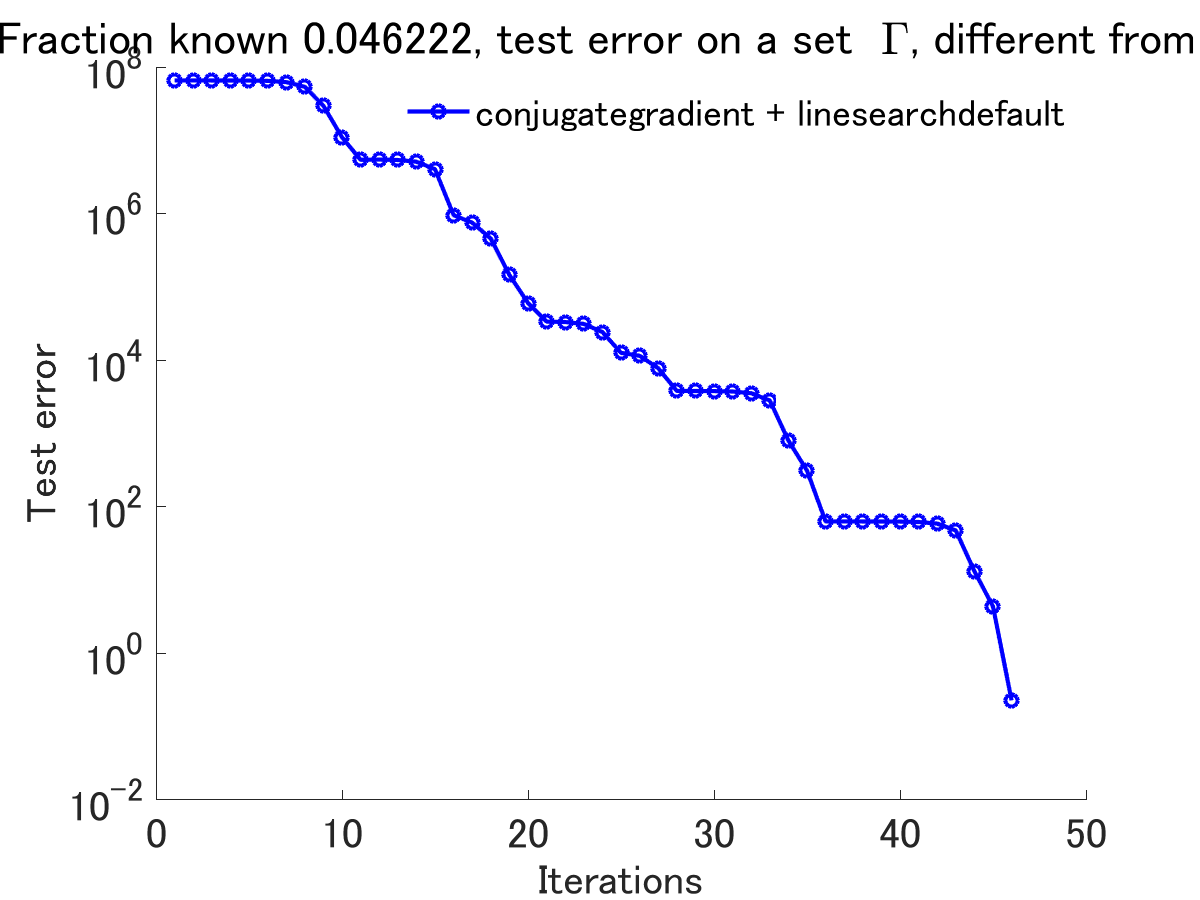 Fraction known 0.046222, test error on a set Γ, different from
10^8
conjugategradient + linesearchdefault
10^6
10^4
10^2
10^0
10^-2
Test error
0 10 20 30 40 50
Iterations